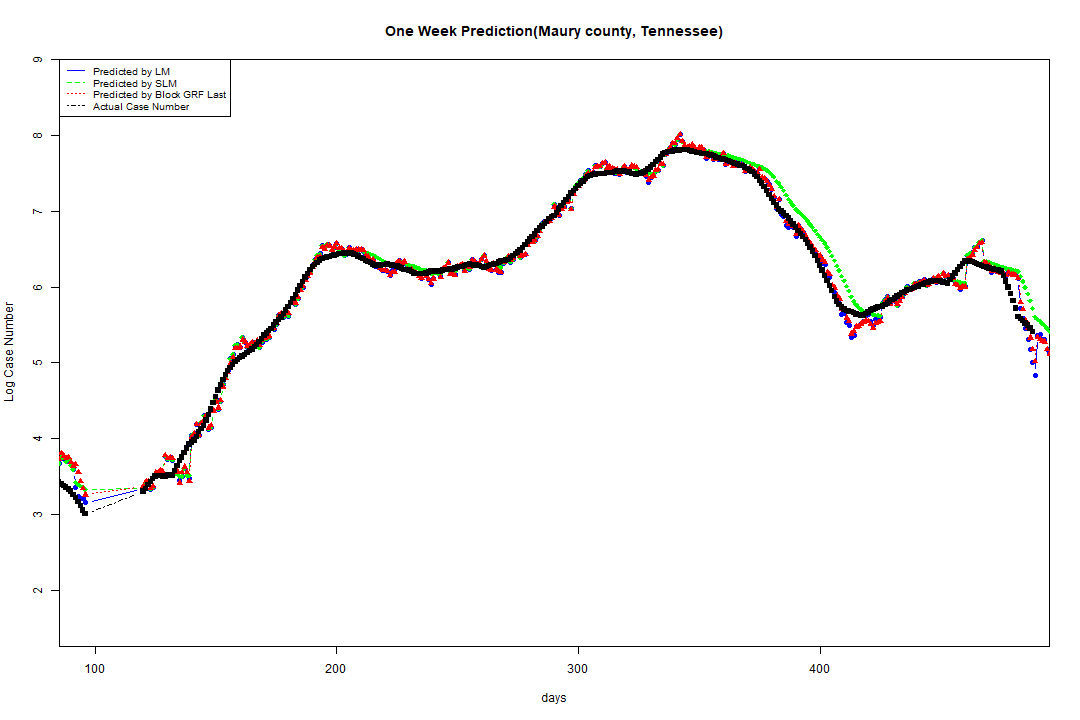 One Week Prediction(Maury county, Tennessee)
Predicted by LM
Predicted by SLM
Predicted by Block GRF Last
Actual Case Number
Log Case Number
9
8
7
6
5
4
3
2
100 200 300 400
days